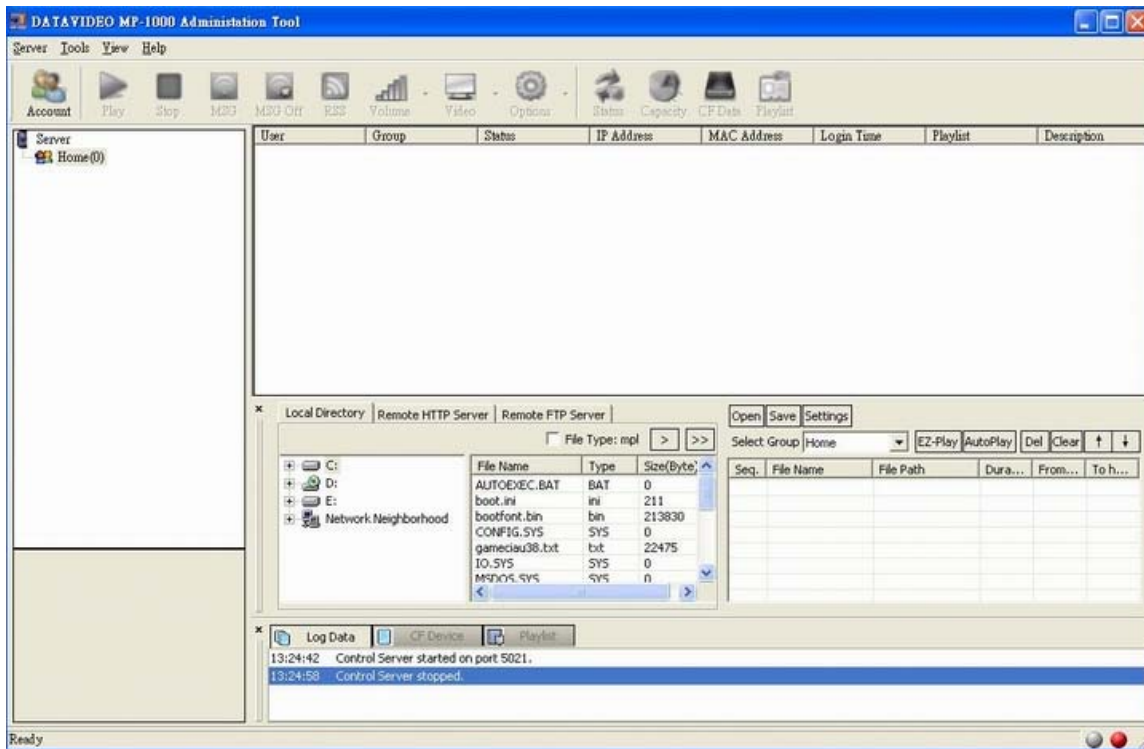 DATAVIDEO MP-1000 Administation Tool
Server Tools View Help
Account Play Stop MSG MSG Off RSS Volume Video Options Status Capacity CF Data Playlist
Server
Home(0)
User Group Status IP Address MAC Address Login Time Playlist Description
Local Directory Remote HTTP Server Remote FTP Server
File Type: mpl > >>
C:
D:
E:
Network Neighborhood
File Name Type Size(Byte)
AUTOEXEC.BAT BAT 0
boot.ini ini 211
bootfont.bin bin 213830
CONFIG.SYS SYS 0
gameciau38.txt txt 22475
IO.SYS SYS 0
MSDOS.SYS SYS 0
Open Save Settings
Select Group Home EZ-Play AutoPlay Del Clear
Seq. File Name File Path Dura... From... To h...
Log Data CF Device Playlist
13:24:42 Control Server started on port 5021.
13:24:58 Control Server stopped.
Ready